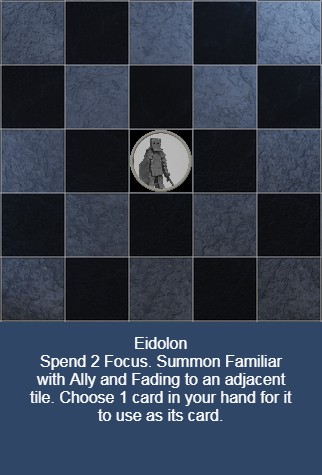 Eidolon
Spend 2 Focus. Summon Familiar
with Ally and Fading to an adjacent
tile. Choose 1 card in your hand for it
to use as its card.